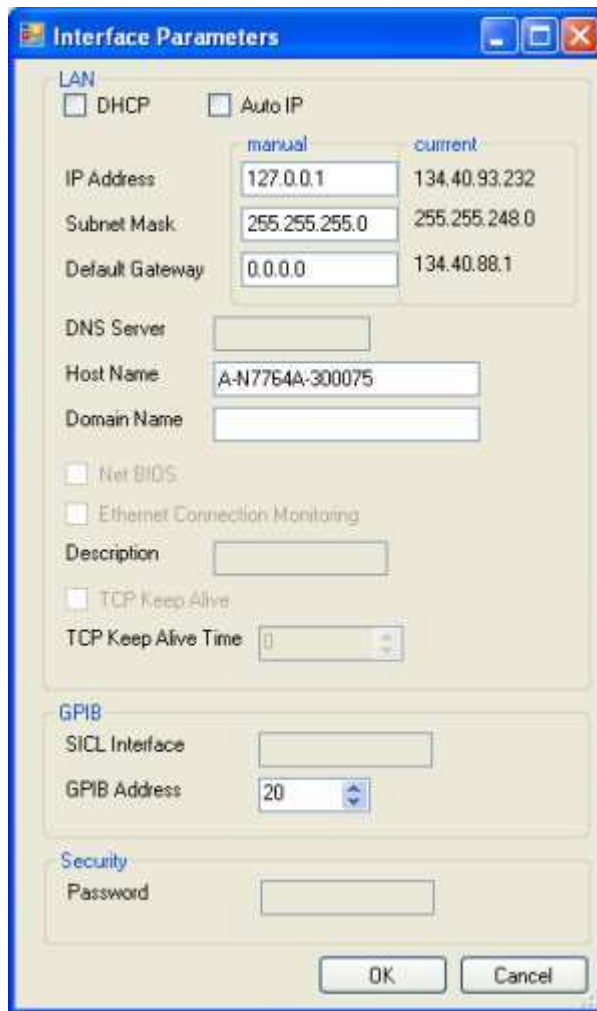 Interface Parameters
LAN
DHCP Auto IP
manual current
IP Address 127.0.0.1 134.40.93.232
Subnet Mask 255.255.255.0 255.255.248.0
Default Gateway 0.0.0.0 134.40.88.1
DNS Server
Host Name A-N7764A-300075
Domain Name
Net BIOS
Ethernet Connection Monitoring
Description
TCP Keep Alive
TCP Keep Alive Time 0
GPIB
SICL Interface
GPIB Address 20
Security
Password
OK Cancel